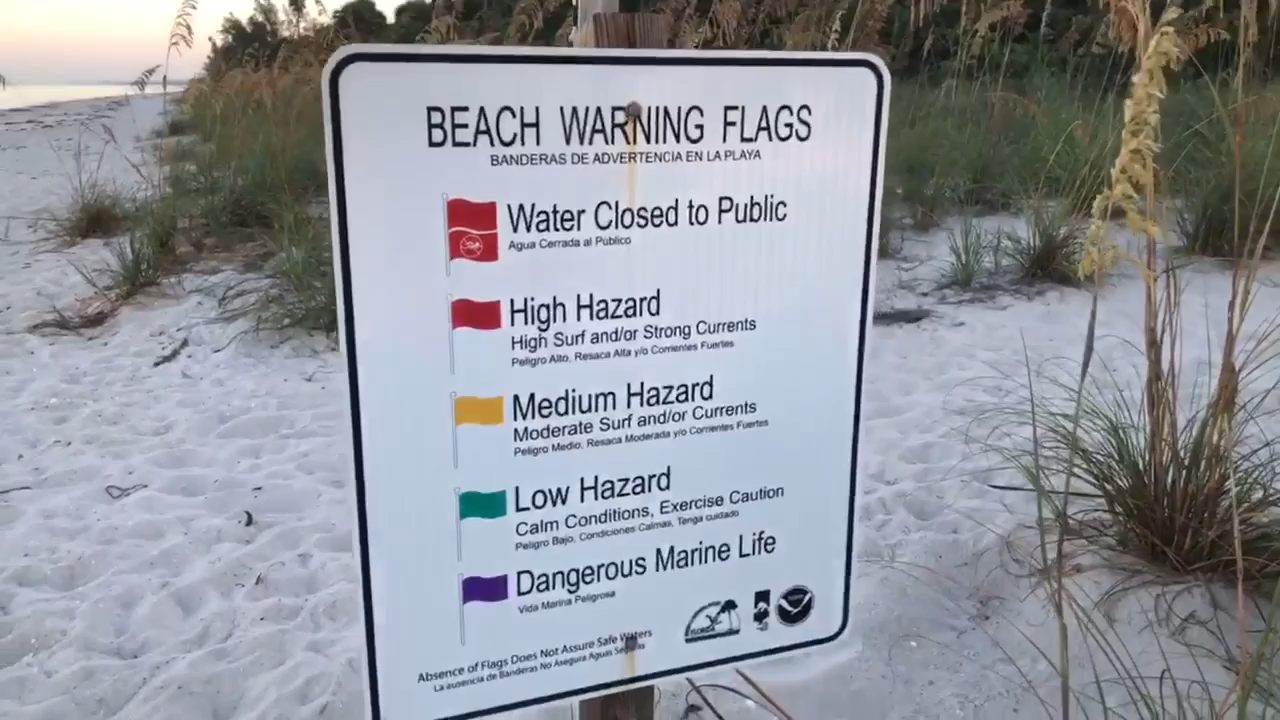 BEACH WARNING FLAGS
BANDERAS DE ADVERTENCIA EN LA PLAYA
Water Closed to Public
Agua Cerrada al Publico
High Hazard
High Surf and/or Strong Currents
Peligro Alto, Resaca Alta y/o Corrientes Fuertes
Medium Hazard
Moderate Surf and/or Currents
Peligro Medio, Resaca Moderada y/o Corrientes Fuertes
Low Hazard
Calm Conditions, Exercise Caution
Peligro Bajo, Condiciones Calmas, Tenga cuidado
Dangerous Marine Life
Vida Marina Peligrosa
FLORIDA
Absence of Flags Does Not Assure Safe Waters
La ausencia de Banderas No Asegura Aguas Seguras